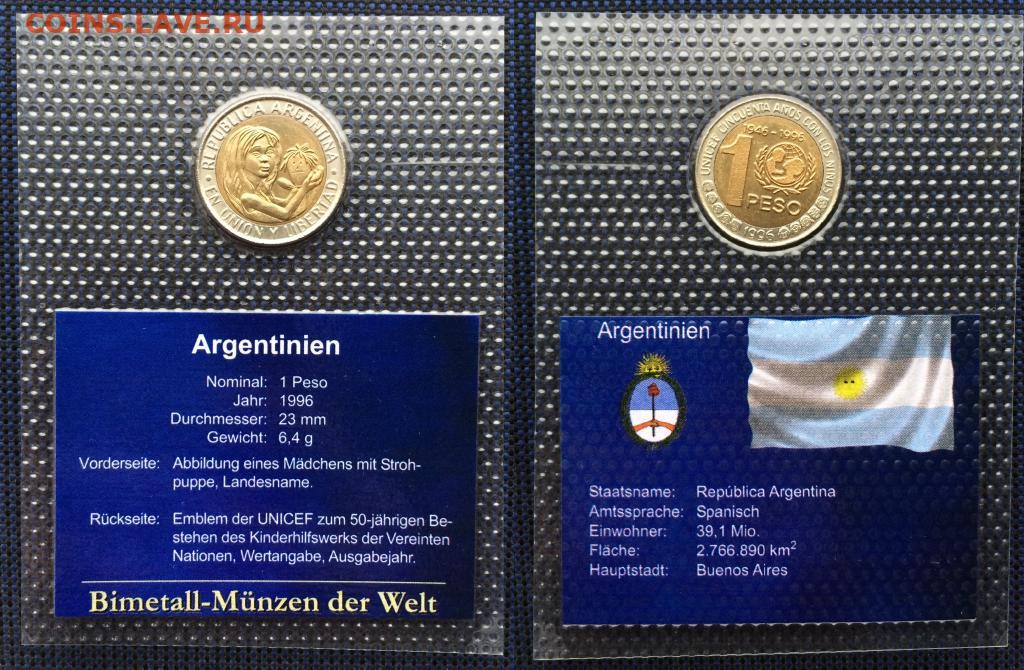 COINS.LAVE.RU
REPUBLICA ARGENTINA
EN UNION Y LIBERTAD
Argentinien
Nominal: 1 Peso
Jahr: 1996
Durchmesser: 23 mm
Gewicht: 6,4 g
Vorderseite: Abbildung eines Mädchens mit Stroh-
puppe, Landesname.
Rückseite: Emblem der UNICEF zum 50-jährigen Be-
stehen des Kinderhilfswerks der Vereinten
Nationen, Wertangabe, Ausgabejahr.
Bimetall-Münzen der Welt
UNICEF CINCUENTA AÑOS CON LOS NIÑOS
1946-1996
1
PESO
1996
Argentinien
Staatsname: República Argentina
Amtssprache: Spanisch
Einwohner: 39,1 Mio.
Fläche: 2.766.890 km²
Hauptstadt: Buenos Aires